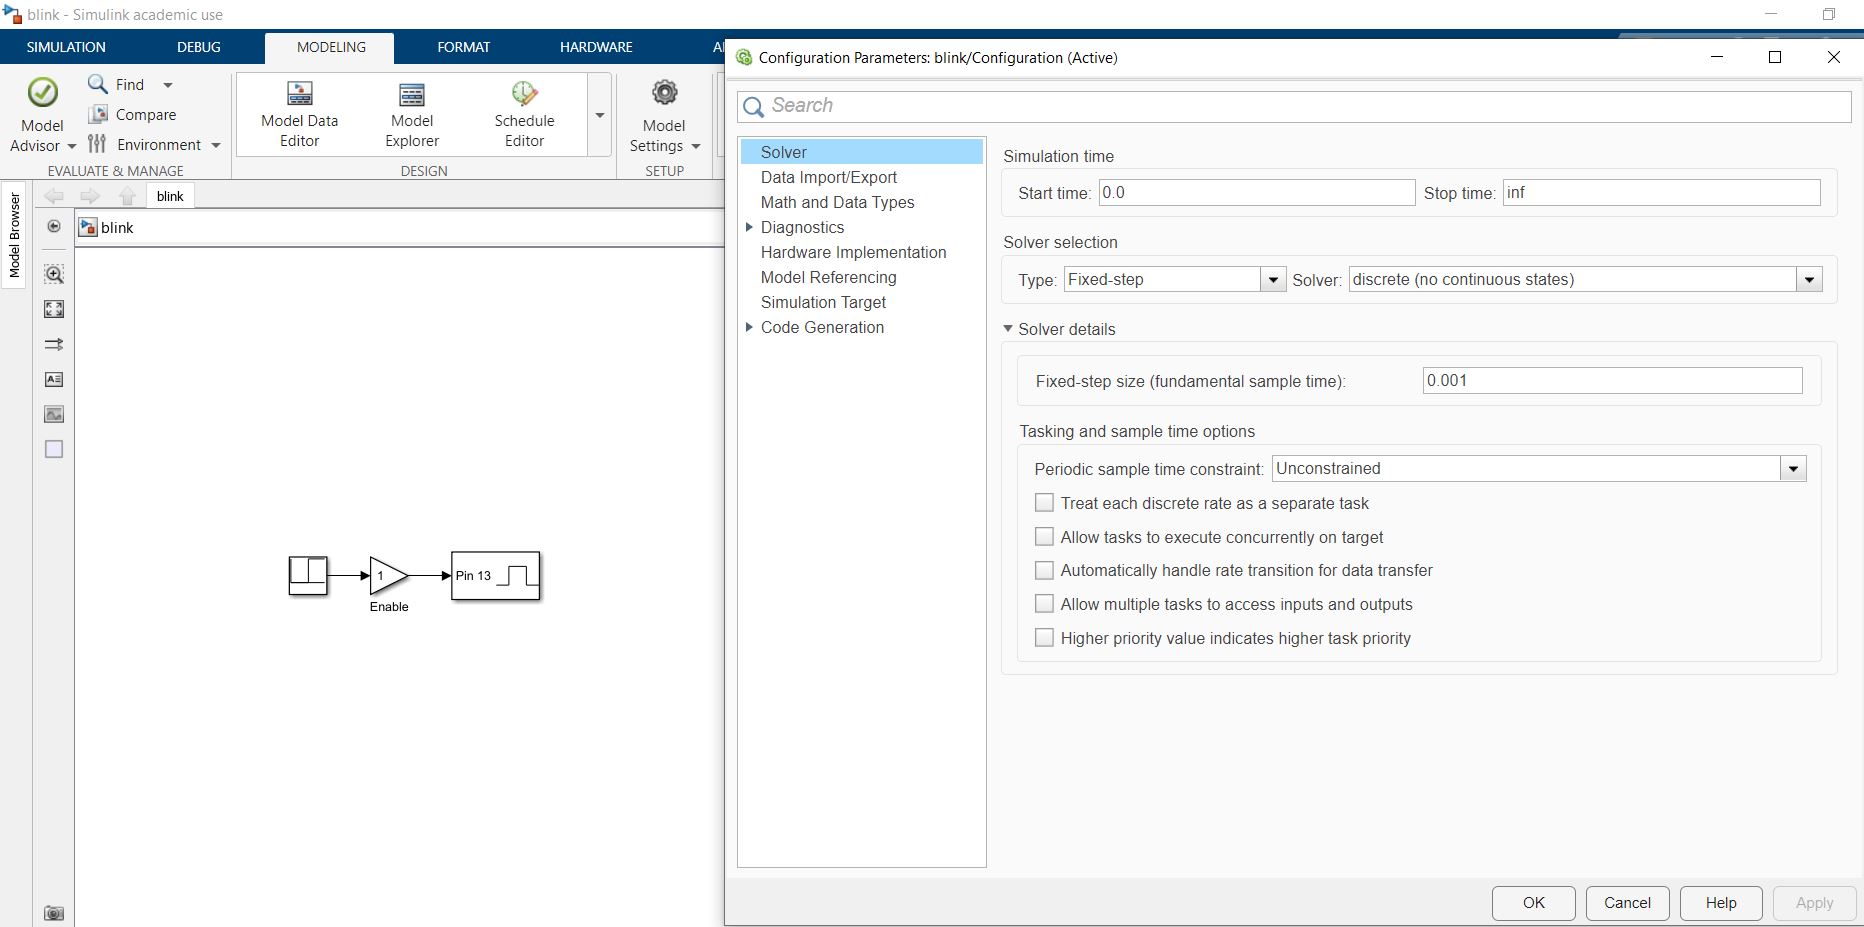 blink - Simulink academic use
SIMULATION DEBUG MODELING FORMAT HARDWARE
Model Advisor
Find
Compare
Environment
EVALUATE & MANAGE
Model Data Editor
Model Explorer
Schedule Editor
DESIGN
Model Settings
SETUP
Model Browser
blink
blink
1
Enable
Pin 13
Configuration Parameters: blink/Configuration (Active)
Search
Solver
Data Import/Export
Math and Data Types
Diagnostics
Hardware Implementation
Model Referencing
Simulation Target
Code Generation
Simulation time
Start time: 0.0 Stop time: inf
Solver selection
Type: Fixed-step Solver: discrete (no continuous states)
Solver details
Fixed-step size (fundamental sample time): 0.001
Tasking and sample time options
Periodic sample time constraint: Unconstrained
Treat each discrete rate as a separate task
Allow tasks to execute concurrently on target
Automatically handle rate transition for data transfer
Allow multiple tasks to access inputs and outputs
Higher priority value indicates higher task priority
OK Cancel Help Apply